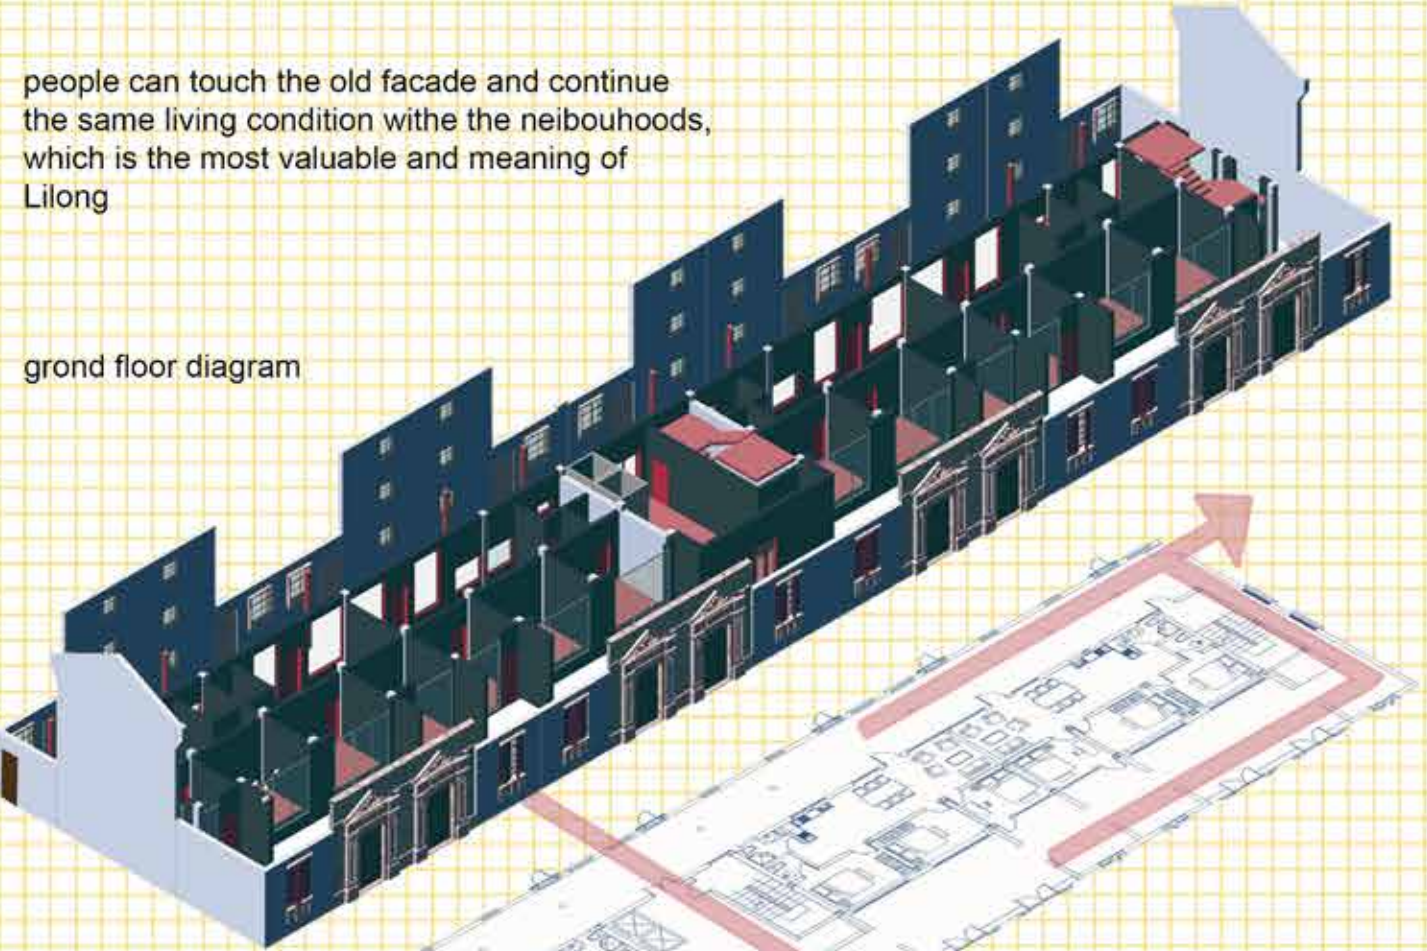 people can touch the old facade and continue
the same living condition withe the neibouhoods,
which is the most valuable and meaning of
Lilong
grond floor diagram